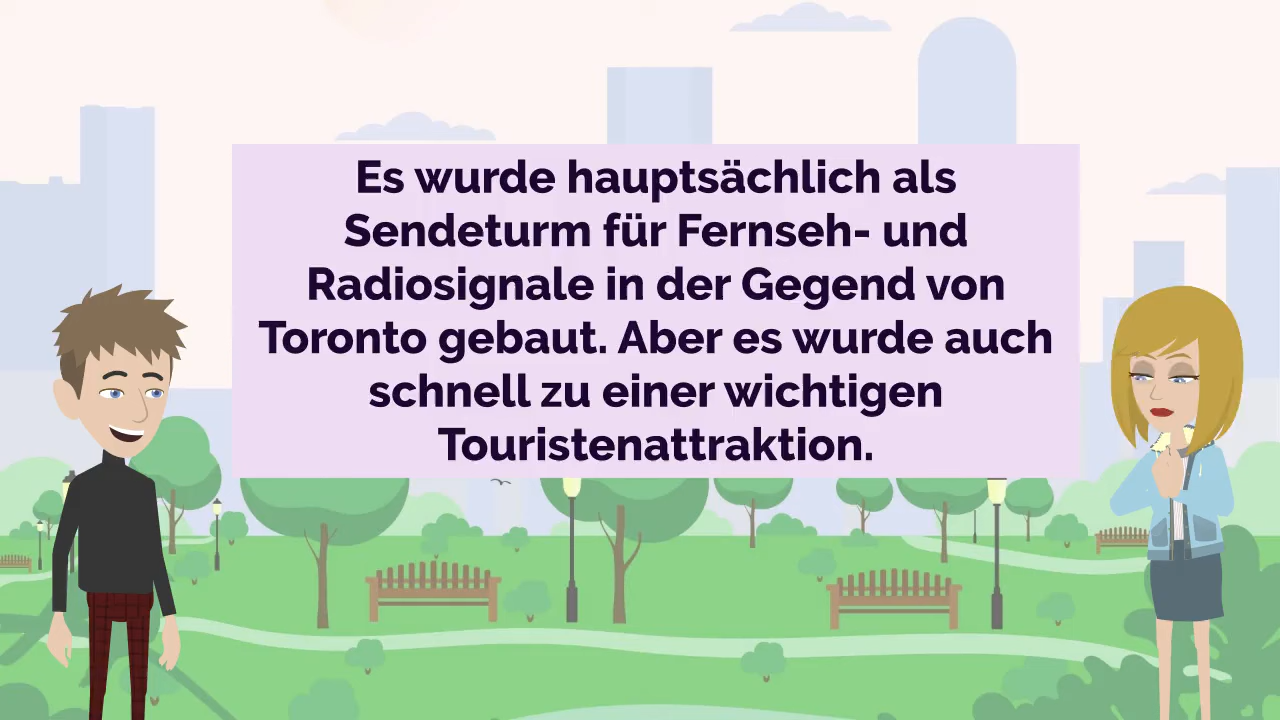 Es wurde hauptsächlich als
Sendeturm für Fernseh- und
Radiosignale in der Gegend von
Toronto gebaut. Aber es wurde auch
schnell zu einer wichtigen
Touristenattraktion.